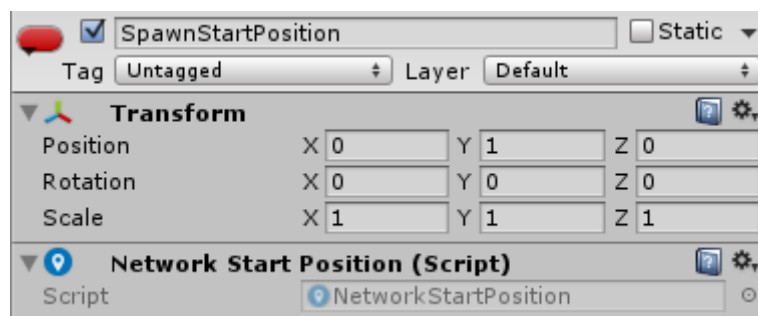 SpawnStartPosition Static
Tag Untagged Layer Default
Transform
Position X 0 Y 1 Z 0
Rotation X 0 Y 0 Z 0
Scale X 1 Y 1 Z 1
Network Start Position (Script)
Script NetworkStartPosition